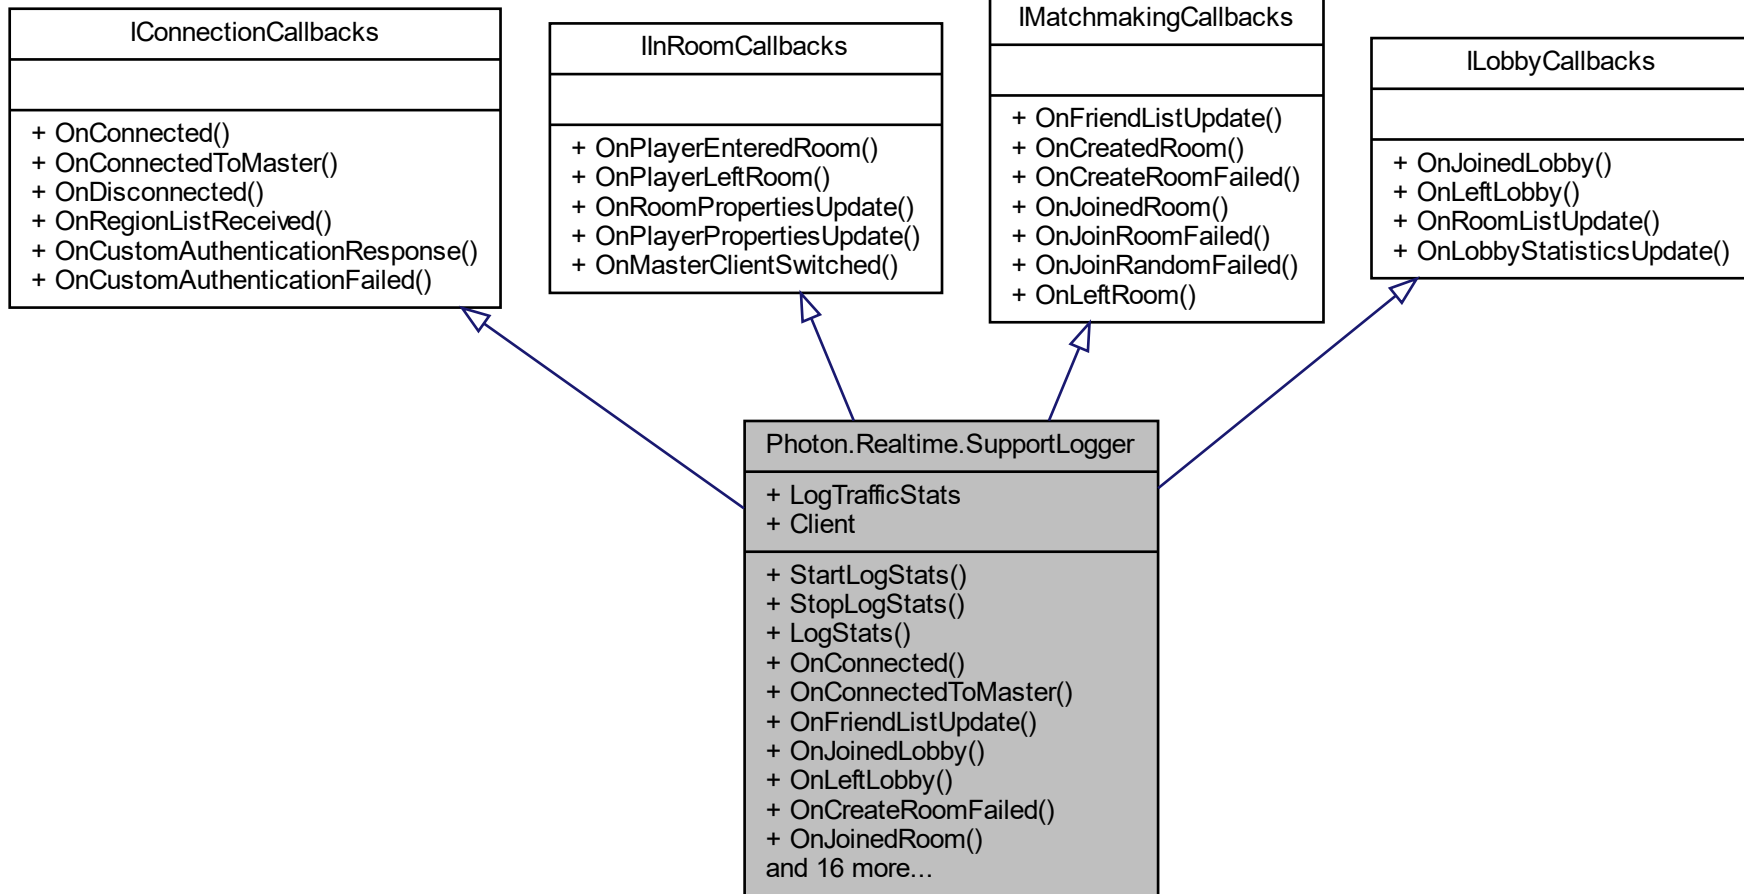 IConnectionCallbacks
+ OnConnected()
+ OnConnectedToMaster()
+ OnDisconnected()
+ OnRegionListReceived()
+ OnCustomAuthenticationResponse()
+ OnCustomAuthenticationFailed()
IInRoomCallbacks
+ OnPlayerEnteredRoom()
+ OnPlayerLeftRoom()
+ OnRoomPropertiesUpdate()
+ OnPlayerPropertiesUpdate()
+ OnMasterClientSwitched()
IMatchmakingCallbacks
+ OnFriendListUpdate()
+ OnCreatedRoom()
+ OnCreateRoomFailed()
+ OnJoinedRoom()
+ OnJoinRoomFailed()
+ OnJoinRandomFailed()
+ OnLeftRoom()
ILobbyCallbacks
+ OnJoinedLobby()
+ OnLeftLobby()
+ OnRoomListUpdate()
+ OnLobbyStatisticsUpdate()
Photon.Realtime.SupportLogger
+ LogTrafficStats
+ Client
+ StartLogStats()
+ StopLogStats()
+ LogStats()
+ OnConnected()
+ OnConnectedToMaster()
+ OnFriendListUpdate()
+ OnJoinedLobby()
+ OnLeftLobby()
+ OnCreateRoomFailed()
+ OnJoinedRoom()
and 16 more...